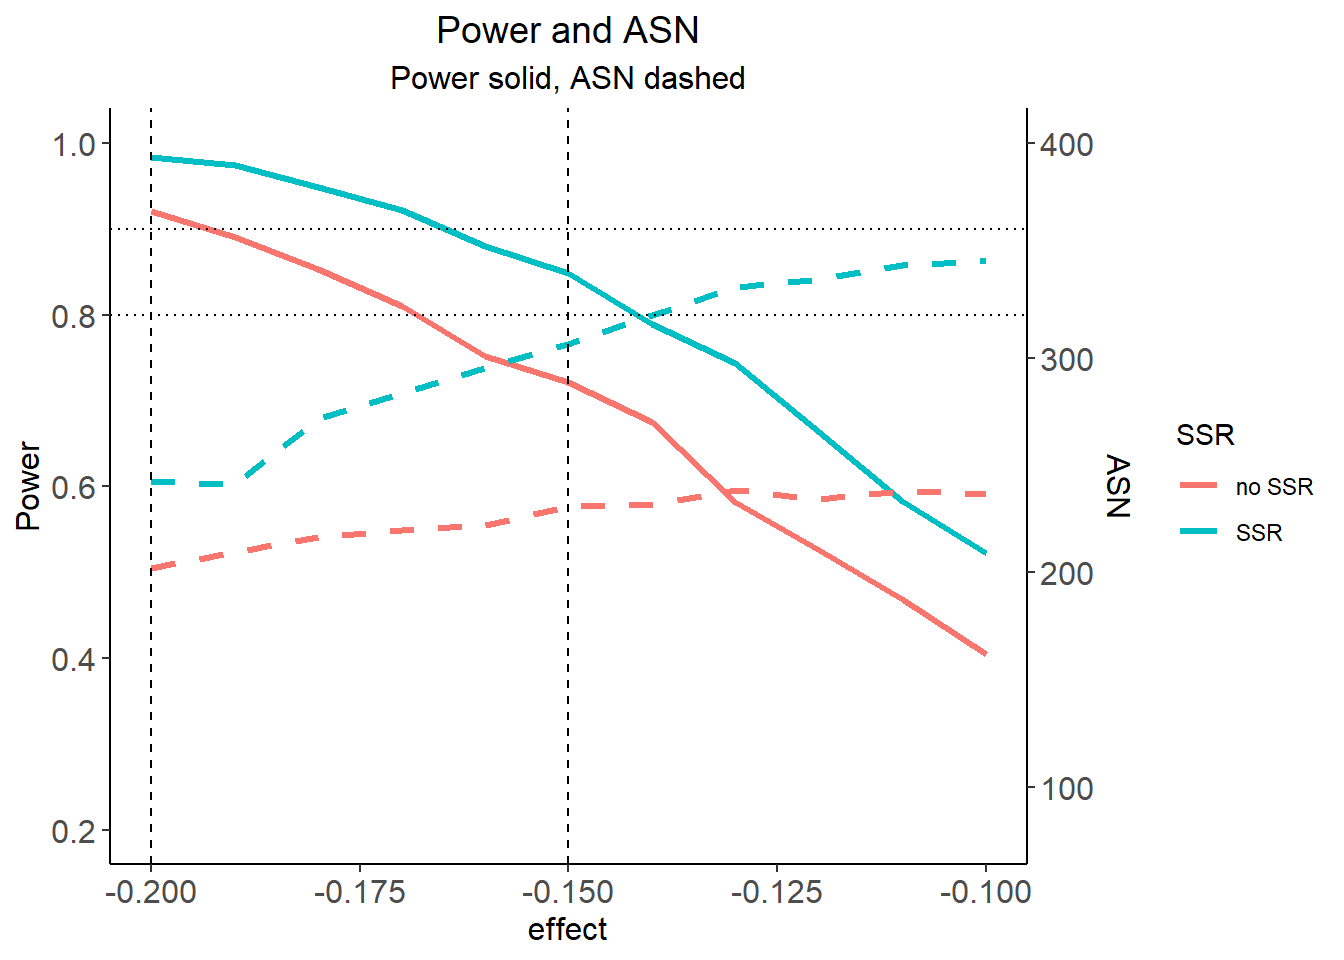 Power and ASN
Power solid, ASN dashed
1.0
0.8
0.6
0.4
0.2
Power
400
300
200
100
ASN
-0.200
-0.175
-0.150
-0.125
-0.100
effect
SSR
no SSR
SSR